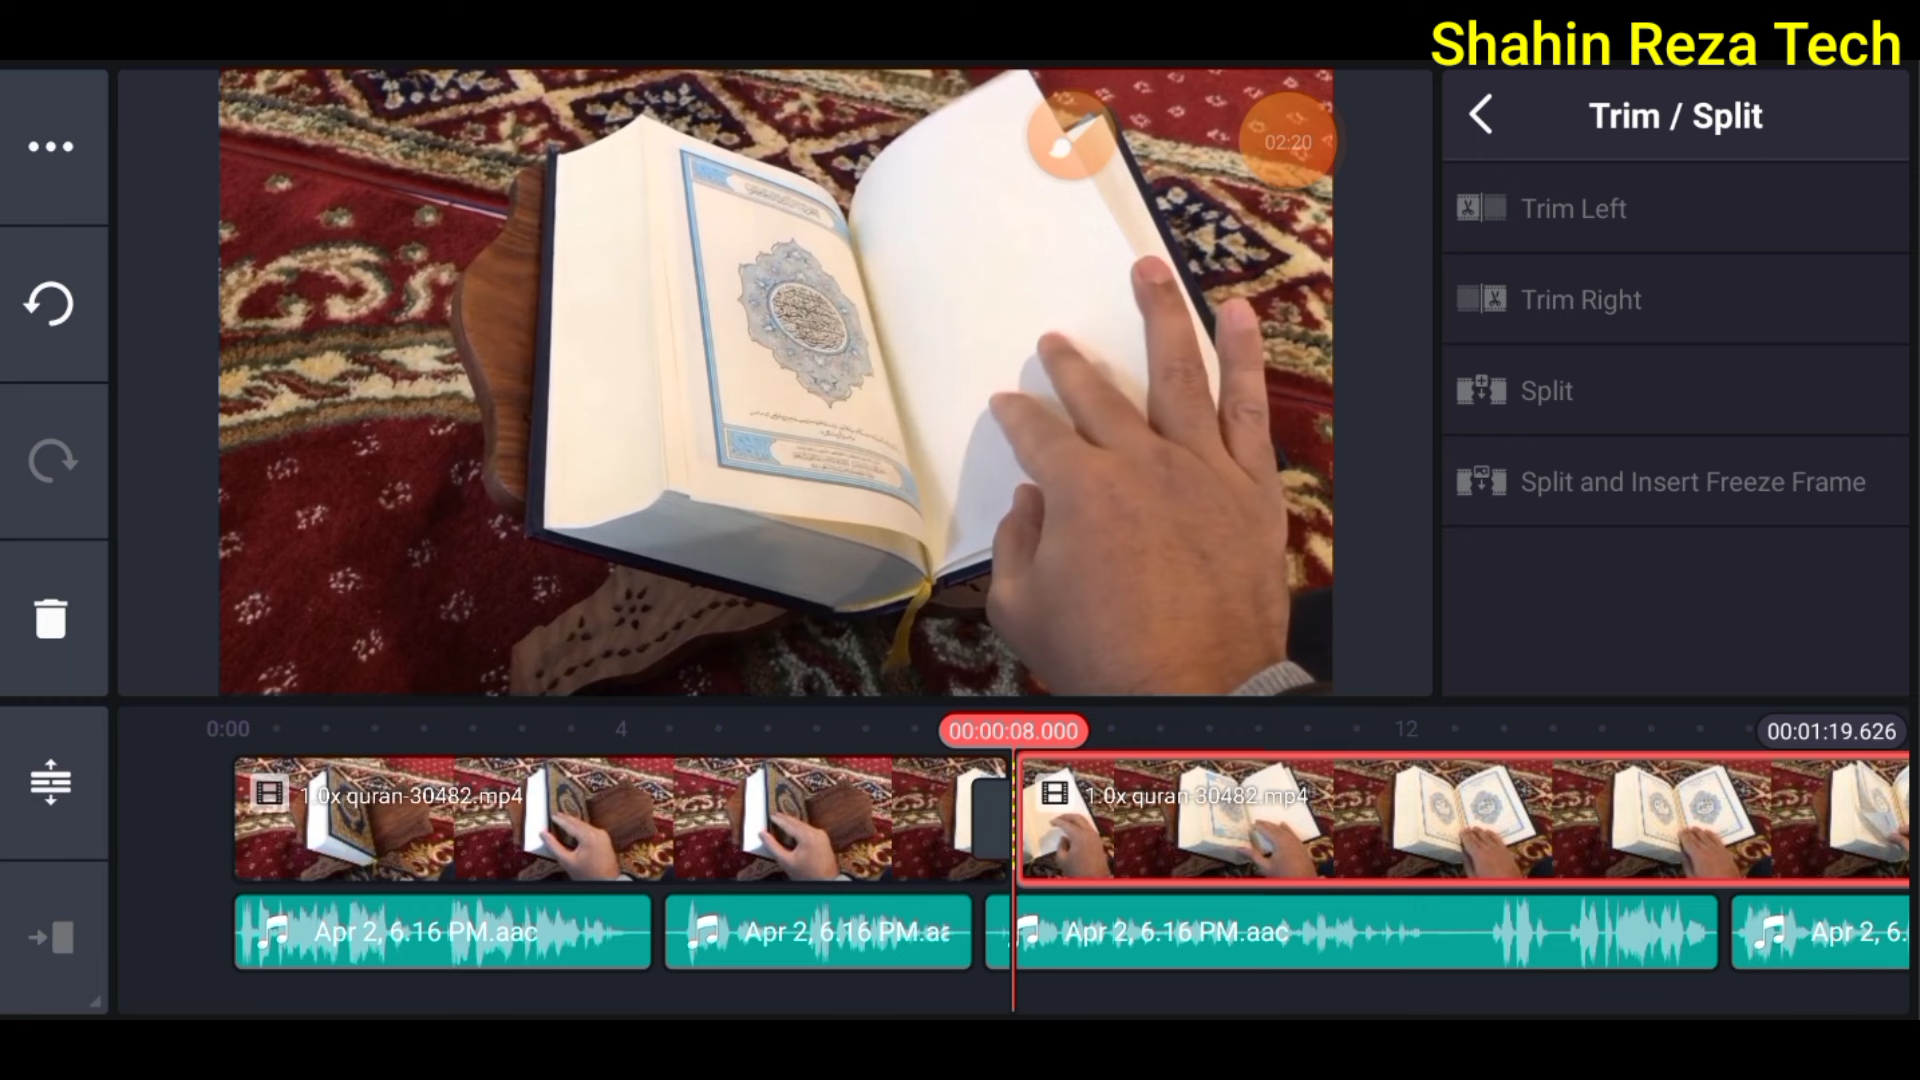 Shahin Reza Tech
Trim / Split
02:20
Trim Left
Trim Right
Split
Split and Insert Freeze Frame
0:00
4
00:00:08.000
12
00:01:19.626
1.0x quran-30482.mp4
1.0x quran-30482.mp4
Apr 2, 6.16 PM.aac
Apr 2, 6.16 PM.aa
Apr 2, 6.16 PM.aac
Apr 2, 6.